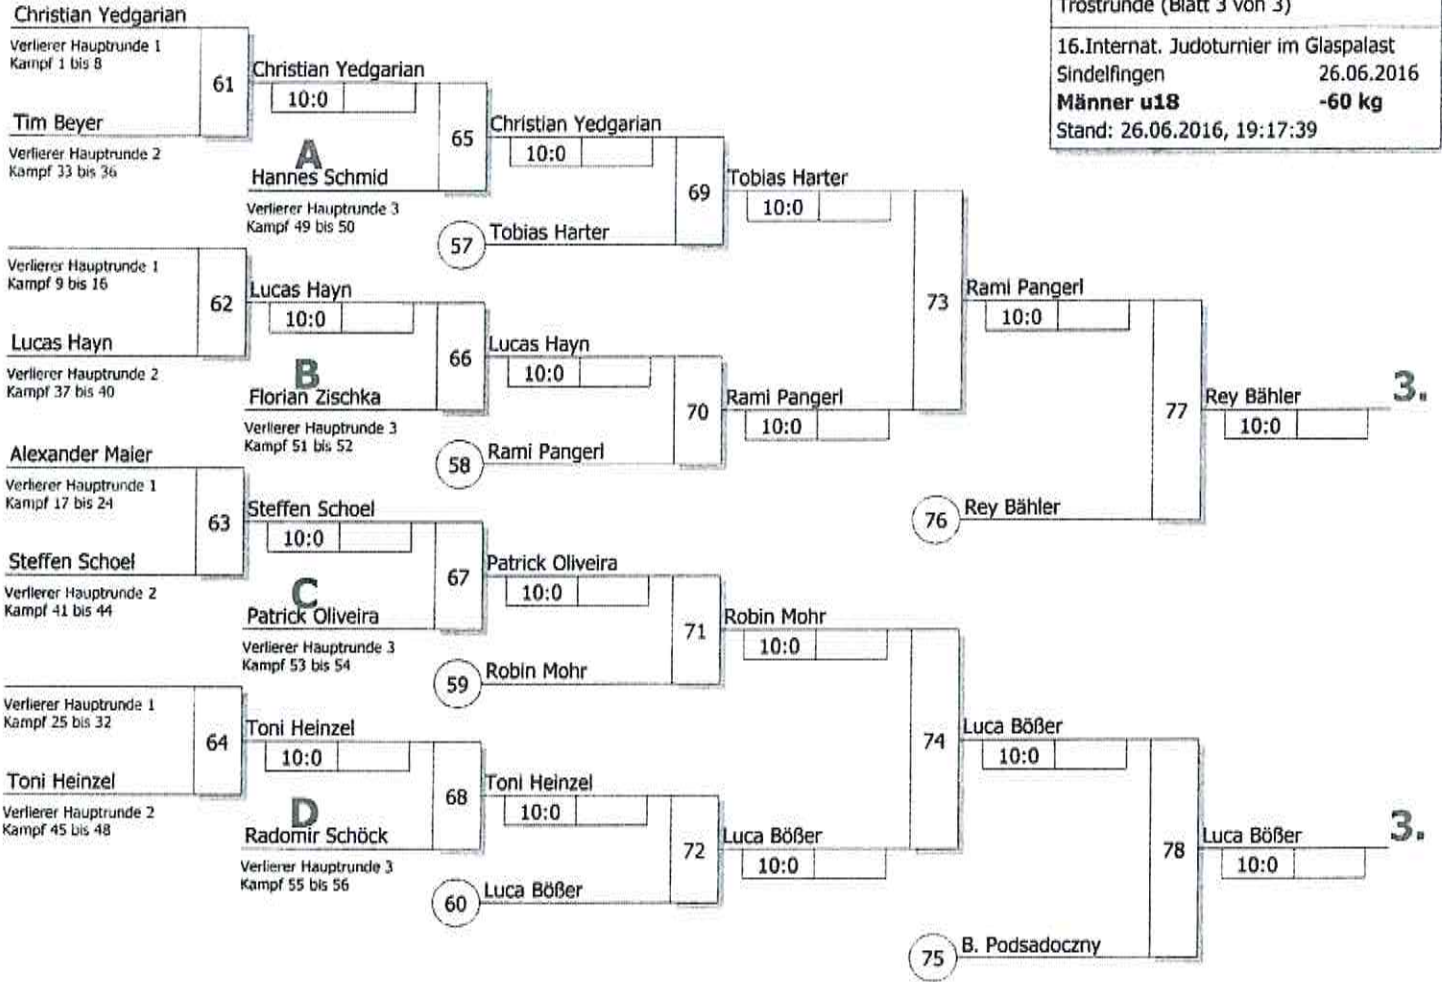 Trostrunde (Blatt 3 von 3)
16.Internat. Judoturnier im Glaspalast
Sindelfingen 26.06.2016
Männer u18 -60 kg
Stand: 26.06.2016, 19:17:39
Christian Yedgarian
Verlierer Hauptrunde 1
Kampf 1 bis 8
61
Christian Yedgarian
10:0
Tim Beyer
Verlierer Hauptrunde 2
Kampf 33 bis 36
A
Hannes Schmid
Verlierer Hauptrunde 3
Kampf 49 bis 50
65
Christian Yedgarian
10:0
57
Tobias Harter
69
Tobias Harter
10:0
Verlierer Hauptrunde 1
Kampf 9 bis 16
62
Lucas Hayn
10:0
Lucas Hayn
Verlierer Hauptrunde 2
Kampf 37 bis 40
B
Florian Zischka
Verlierer Hauptrunde 3
Kampf 51 bis 52
66
Lucas Hayn
10:0
58
Rami Pangerl
70
Rami Pangerl
10:0
73
Rami Pangerl
10:0
76
Rey Bähler
77
Rey Bähler
10:0
3.
Alexander Maier
Verlierer Hauptrunde 1
Kampf 17 bis 24
63
Steffen Schoel
10:0
Steffen Schoel
Verlierer Hauptrunde 2
Kampf 41 bis 44
C
Patrick Oliveira
Verlierer Hauptrunde 3
Kampf 53 bis 54
67
Patrick Oliveira
10:0
59
Robin Mohr
71
Robin Mohr
10:0
Verlierer Hauptrunde 1
Kampf 25 bis 32
64
Toni Heinzel
10:0
Toni Heinzel
Verlierer Hauptrunde 2
Kampf 45 bis 48
D
Radomir Schöck
Verlierer Hauptrunde 3
Kampf 55 bis 56
68
Toni Heinzel
10:0
60
Luca Bößer
72
Luca Bößer
10:0
74
Luca Bößer
10:0
75
B. Podsadoczny
78
Luca Bößer
10:0
3.